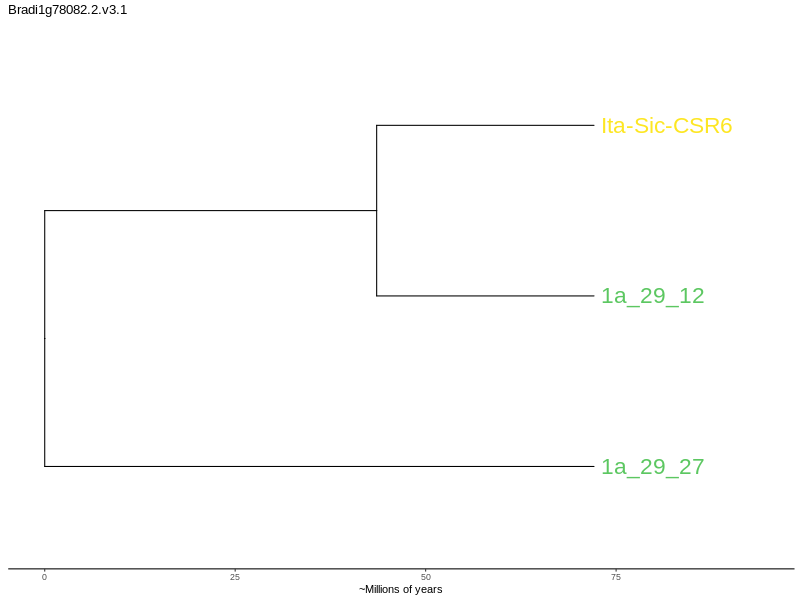 Bradi1g78082.2.v3.1
Ita-Sic-CSR6
1a_29_12
1a_29_27
0 25 50 75
~Millions of years